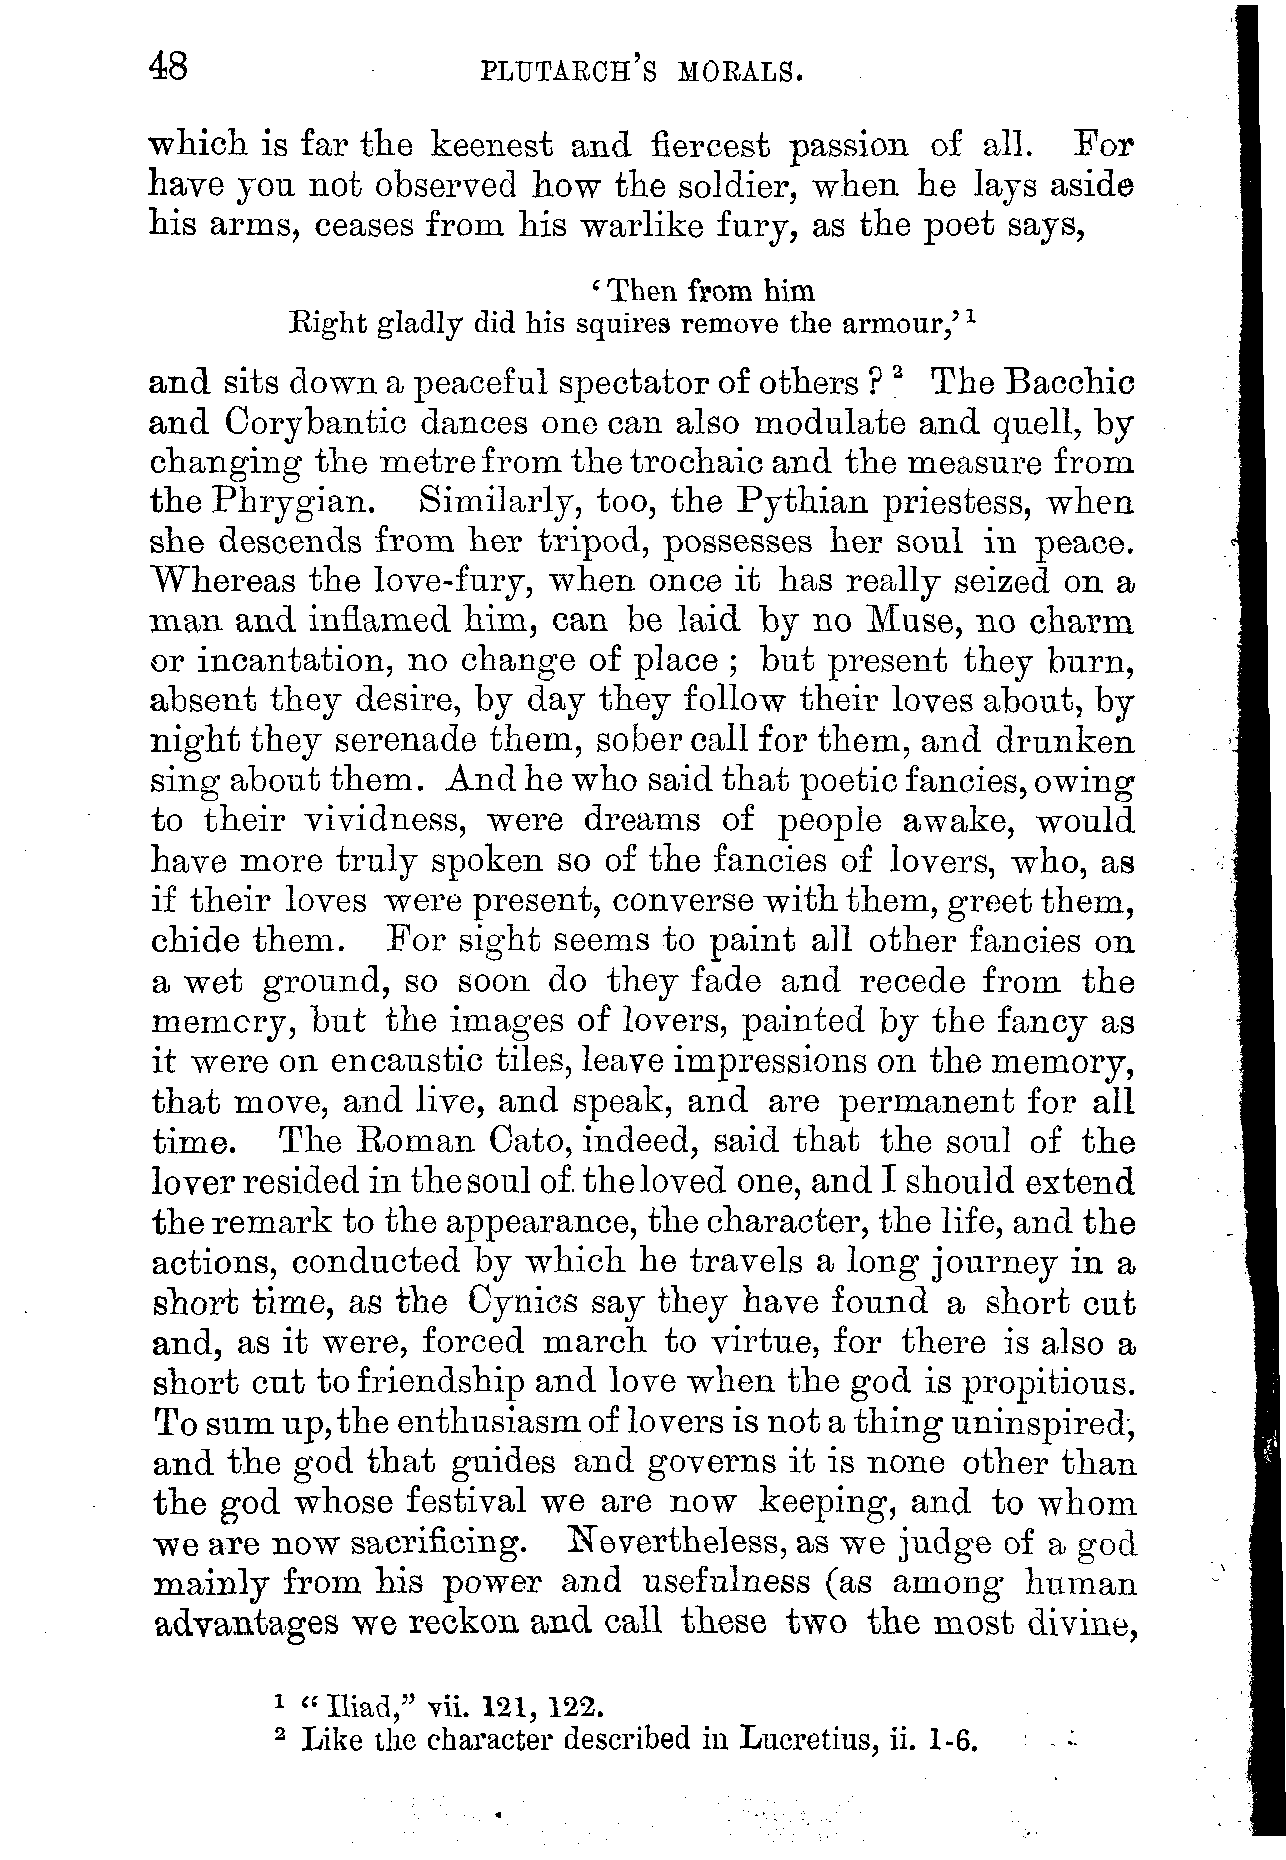 48 PLUTARCH'S MORALS.
which is far the keenest and fiercest passion of all. For
have you not observed how the soldier, when he lays aside
his arms, ceases from his warlike fury, as the poet says,
‘Then from him
Right gladly did his squires remove the armour,’¹
and sits down a peaceful spectator of others?² The Bacchic
and Corybantic dances one can also modulate and quell, by
changing the metre from the trochaic and the measure from
the Phrygian. Similarly, too, the Pythian priestess, when
she descends from her tripod, possesses her soul in peace.
Whereas the love-fury, when once it has really seized on a
man and inflamed him, can be laid by no Muse, no charm
or incantation, no change of place; but present they burn,
absent they desire, by day they follow their loves about, by
night they serenade them, sober call for them, and drunken
sing about them. And he who said that poetic fancies, owing
to their vividness, were dreams of people awake, would
have more truly spoken so of the fancies of lovers, who, as
if their loves were present, converse with them, greet them,
chide them. For sight seems to paint all other fancies on
a wet ground, so soon do they fade and recede from the
memory, but the images of lovers, painted by the fancy as
it were on encaustic tiles, leave impressions on the memory,
that move, and live, and speak, and are permanent for all
time. The Roman Cato, indeed, said that the soul of the
lover resided in the soul of the loved one, and I should extend
the remark to the appearance, the character, the life, and the
actions, conducted by which he travels a long journey in a
short time, as the Cynics say they have found a short cut
and, as it were, forced march to virtue, for there is also a
short cut to friendship and love when the god is propitious.
To sum up, the enthusiasm of lovers is not a thing uninspired,
and the god that guides and governs it is none other than
the god whose festival we are now keeping, and to whom
we are now sacrificing. Nevertheless, as we judge of a god
mainly from his power and usefulness (as among human
advantages we reckon and call these two the most divine,
¹ “Iliad,” vii. 121, 122.
² Like the character described in Lucretius, ii. 1-6.